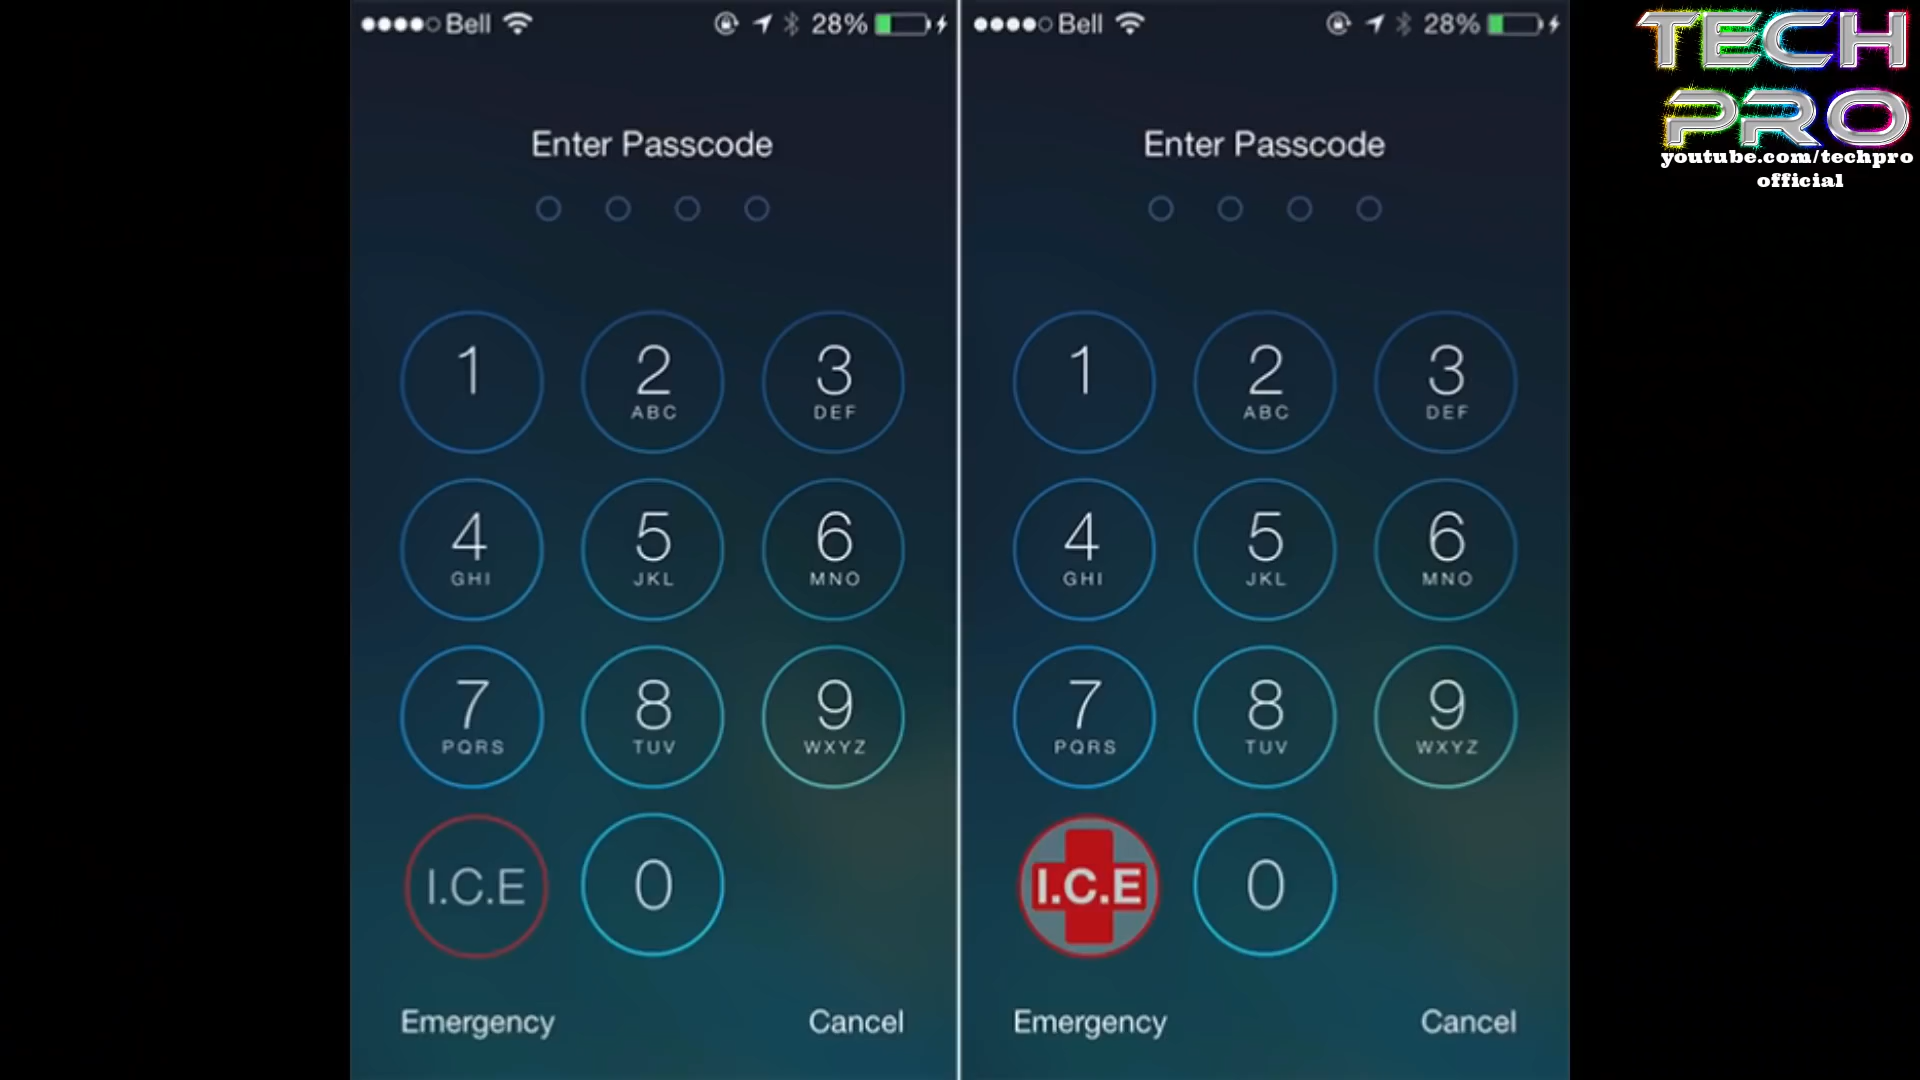 Bell 28%
Enter Passcode
1 2 3
ABC DEF
4 5 6
GHI JKL MNO
7 8 9
PQRS TUV WXYZ
I.C.E 0
Emergency Cancel
Bell 28%
Enter Passcode
1 2 3
ABC DEF
4 5 6
GHI JKL MNO
7 8 9
PQRS TUV WXYZ
I.C.E 0
Emergency Cancel
TECH
PRO
youtube.com/techpro
official